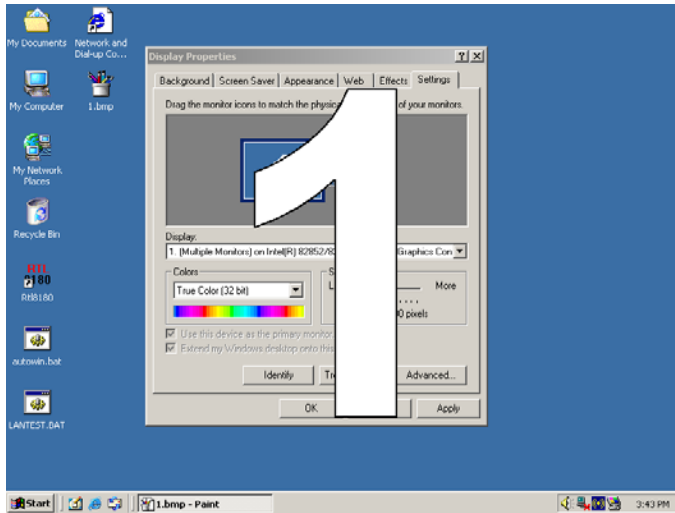 My Documents
Network and
Dial-up Co...
My Computer
1.bmp
My Network
Places
Recycle Bin
RTL
8180
Rtl8180
autowin.bat
LANTEST.BAT
Display Properties
Background Screen Saver Appearance Web Effects Settings
Drag the monitor icons to match the of your monitors.
1
Display:
1. (Multiple Monitors) on Intel(R) Graphics Con
Colors
True Color (32 bit)
More
pixels
Use this device as the primary monitor.
Extend my Windows desktop onto this
Identify
Advanced...
OK
Apply
Start
1.bmp - Paint
3:43 PM